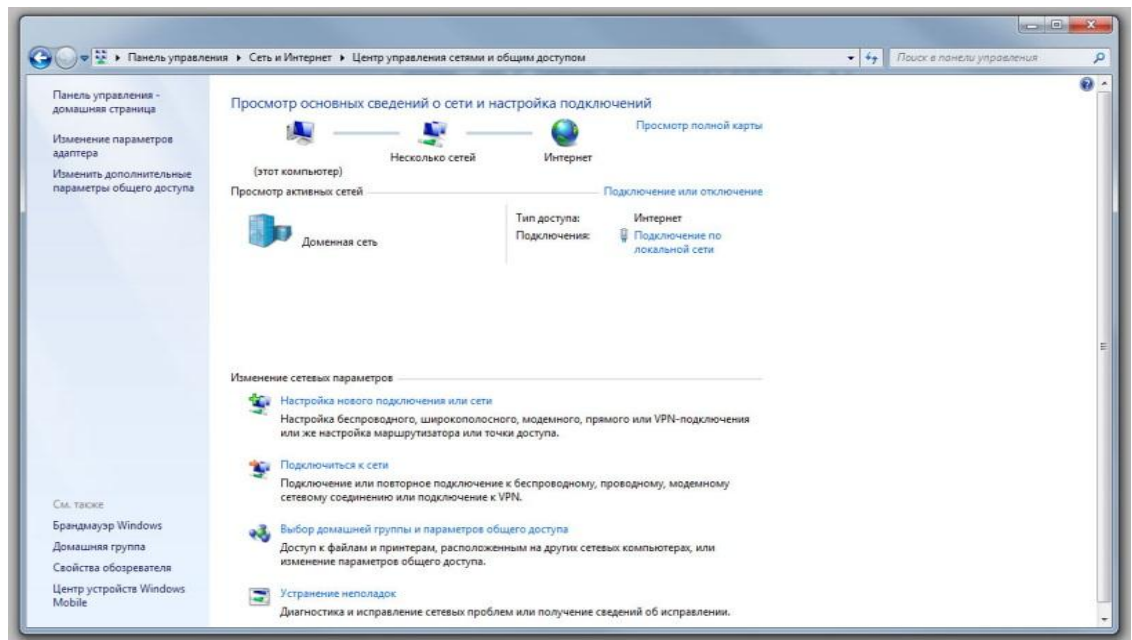 Панель управления ▸ Сеть и Интернет ▸ Центр управления сетями и общим доступом
Поиск в панели управления
Панель управления -
домашняя страница
Изменение параметров
адаптера
Изменить дополнительные
параметры общего доступа
Просмотр основных сведений о сети и настройка подключений
Просмотр полной карты
(этот компьютер)
Несколько сетей
Интернет
Просмотр активных сетей
Подключение или отключение
Доменная сеть
Тип доступа: Интернет
Подключения: Подключение по
локальной сети
Изменение сетевых параметров
Настройка нового подключения или сети
Настройка беспроводного, широкополосного, модемного, прямого или VPN-подключения
или же настройка маршрутизатора или точки доступа.
Подключиться к сети
Подключение или повторное подключение к беспроводному, проводному, модемному
сетевому соединению или подключение к VPN.
Выбор домашней группы и параметров общего доступа
Доступ к файлам и принтерам, расположенным на других сетевых компьютерах, или
изменение параметров общего доступа.
Устранение неполадок
Диагностика и исправление сетевых проблем или получение сведений об исправлении.
См. также
Брандмауэр Windows
Домашняя группа
Свойства обозревателя
Центр устройств Windows
Mobile